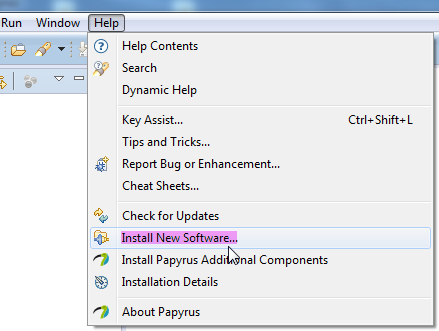 Run Window Help
Help Contents
Search
Dynamic Help
Key Assist... Ctrl+Shift+L
Tips and Tricks...
Report Bug or Enhancement...
Cheat Sheets...
Check for Updates
Install New Software...
Install Papyrus Additional Components
Installation Details
About Papyrus